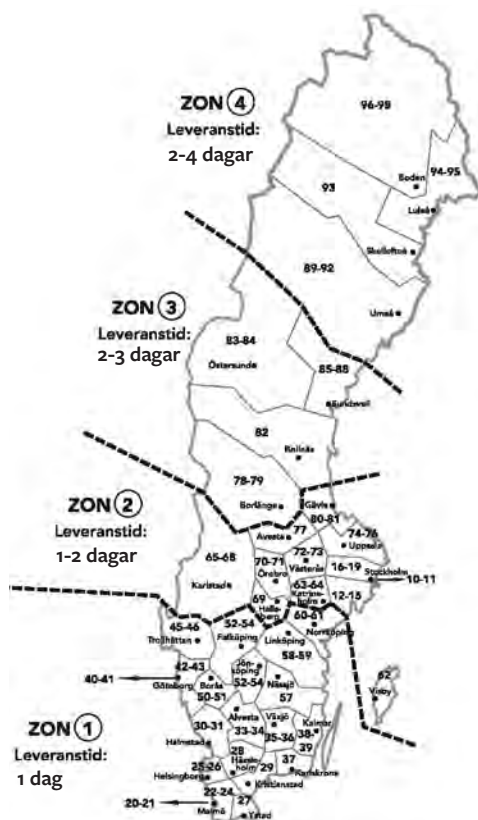 ZON 4
Leveranstid:
2-4 dagar
96-98
94-95
Boden
93
Luleå
Skellefteå
89-92
Umeå
ZON 3
Leveranstid:
2-3 dagar
83-84
Östersund
85-88
Sundsvall
82
78-79
Borlänge
Gävle
80-81
ZON 2
Leveranstid:
1-2 dagar
77
Avesta
74-76
Uppsala
72-73
Västerås
65-68
70-71
Örebro
16-19
Stockholm
10-11
Karlstad
63-64
Katrine-
holm
12-15
69
Halls-
berg
60-61
45-46
52-54
Norrköping
Trollhättan
Falköping
Linköping
58-59
42-43
Jön-
köping
62
40-41
Göteborg
Borås
52-54
Nässjö
Visby
50-51
57
ZON 1
Leveranstid:
1 dag
30-31
Alvesta
Växjö
Kalmar
33-34
35-36
38-
39
Halmstad
28
Hässle-
holm
25-26
29
37
Helsingborg
Karlskrona
22-24
Kristianstad
20-21
Malmö
27
Ystad